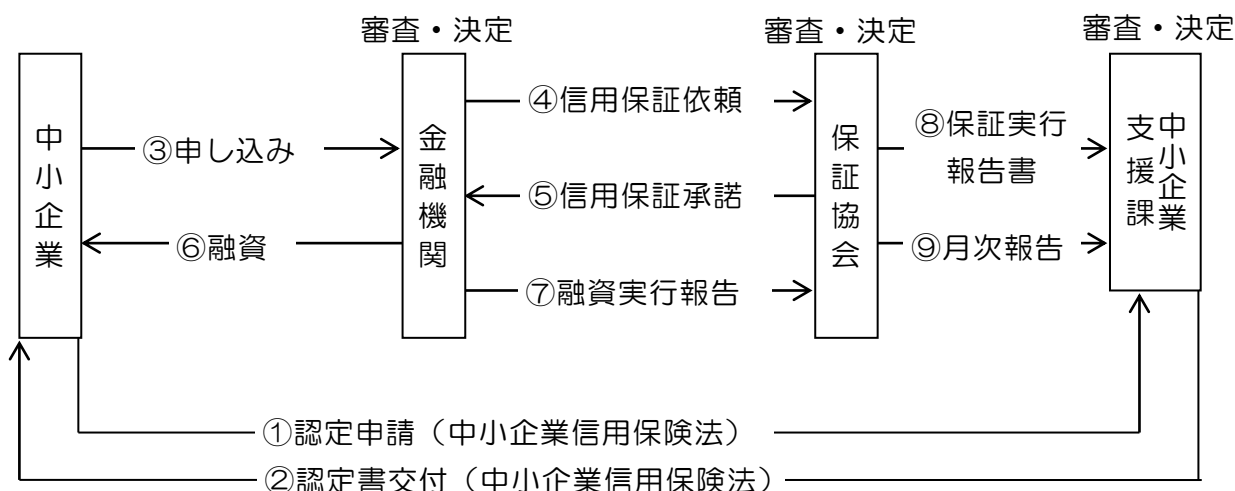 審査・決定
審査・決定
審査・決定
中小企業
③申し込み
⑥融資
金融機関
④信用保証依頼
⑤信用保証承諾
⑦融資実行報告
保証協会
⑧保証実行
報告書
⑨月次報告
中小企業
支援課
①認定申請（中小企業信用保険法）
②認定書交付（中小企業信用保険法）